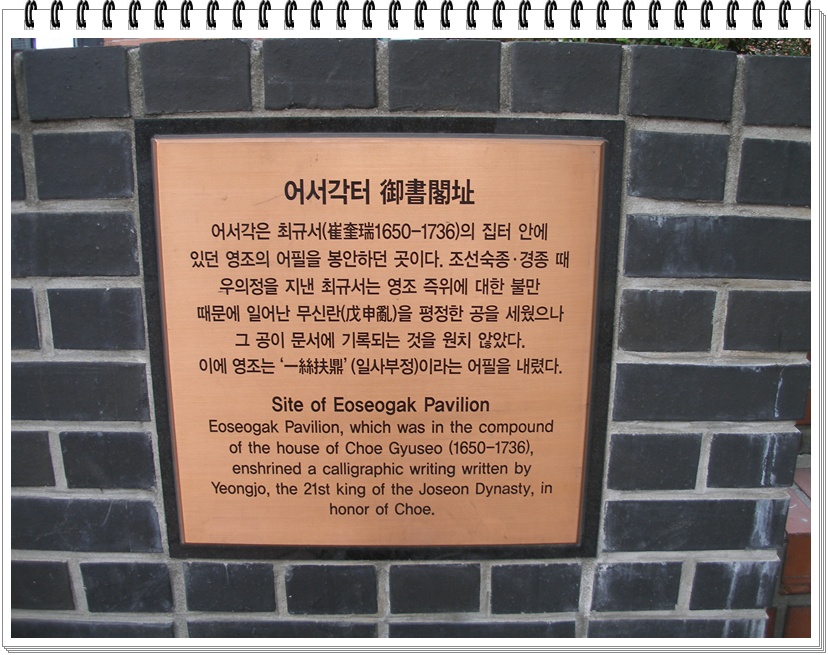 어서각터 御書閣址
어서각은 최규서(崔奎瑞1650-1736)의 집터 안에
있던 영조의 어필을 봉안하던 곳이다. 조선숙종·경종 때
우의정을 지낸 최규서는 영조 즉위에 대한 불만
때문에 일어난 무신란(戊申亂)을 평정한 공을 세웠으나
그 공이 문서에 기록되는 것을 원치 않았다.
이에 영조는 ‘一絲扶鼎’(일사부정)이라는 어필을 내렸다.
Site of Eoseogak Pavilion
Eoseogak Pavilion, which was in the compound
of the house of Choe Gyuseo (1650-1736),
enshrined a calligraphic writing written by
Yeongjo, the 21st king of the Joseon Dynasty, in
honor of Choe.